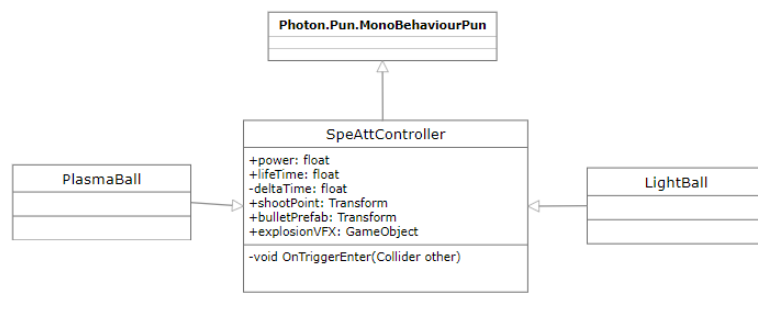 Photon.Pun.MonoBehaviourPun
SpeAttController
+power: float
+lifeTime: float
-deltaTime: float
+shootPoint: Transform
+bulletPrefab: Transform
+explosionVFX: GameObject
-void OnTriggerEnter(Collider other)
PlasmaBall
LightBall